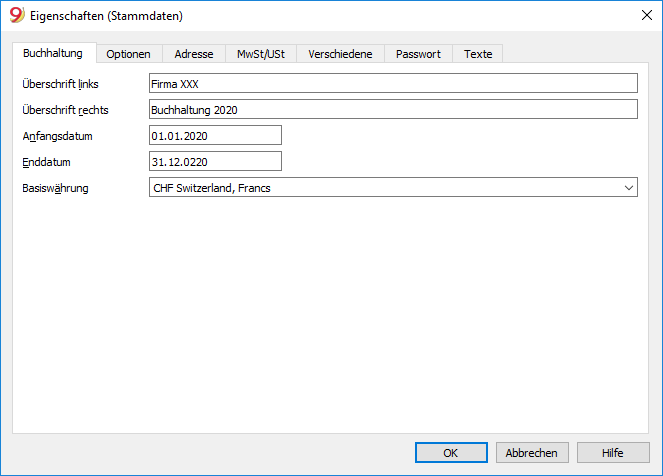 9 Eigenschaften (Stammdaten)
Buchhaltung Optionen Adresse MwSt/USt Verschiedene Passwort Texte
Überschrift links Firma XXX
Überschrift rechts Buchhaltung 2020
Anfangsdatum 01.01.2020
Enddatum 31.12.0220
Basiswährung CHF Switzerland, Francs
OK Abbrechen Hilfe